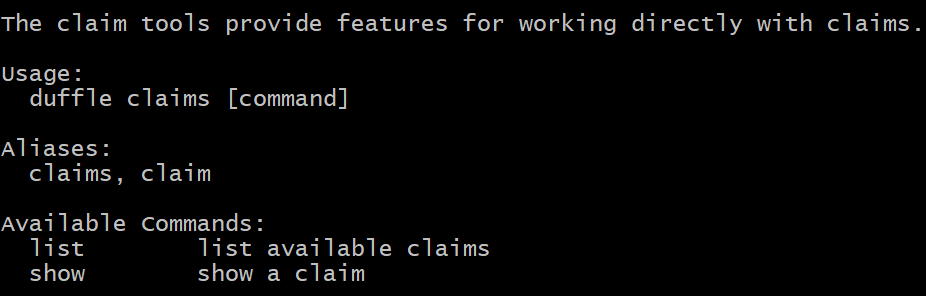 The claim tools provide features for working directly with claims.
Usage:
duffle claims [command]
Aliases:
claims, claim
Available Commands:
list list available claims
show show a claim